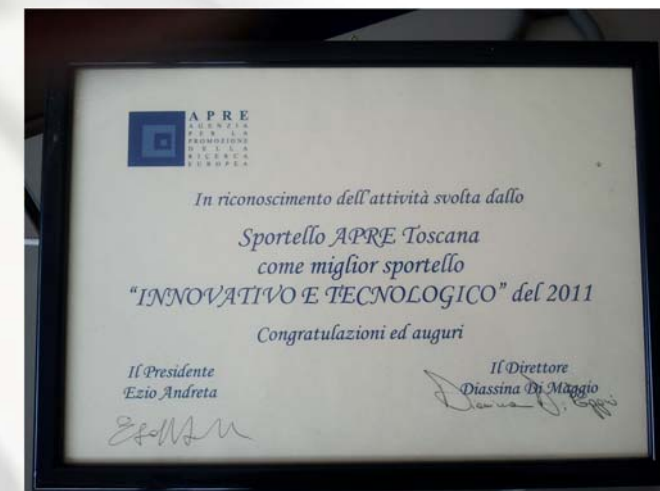 APRE
AGENZIA
PER LA
PROMOZIONE
DELLA
RICERCA
EUROPEA
In riconoscimento dell'attività svolta dallo
Sportello APRE Toscana
come miglior sportello
"INNOVATIVO E TECNOLOGICO" del 2011
Congratulazioni ed auguri
Il Presidente
Ezio Andreta
Il Direttore
Diassina Di Maggio